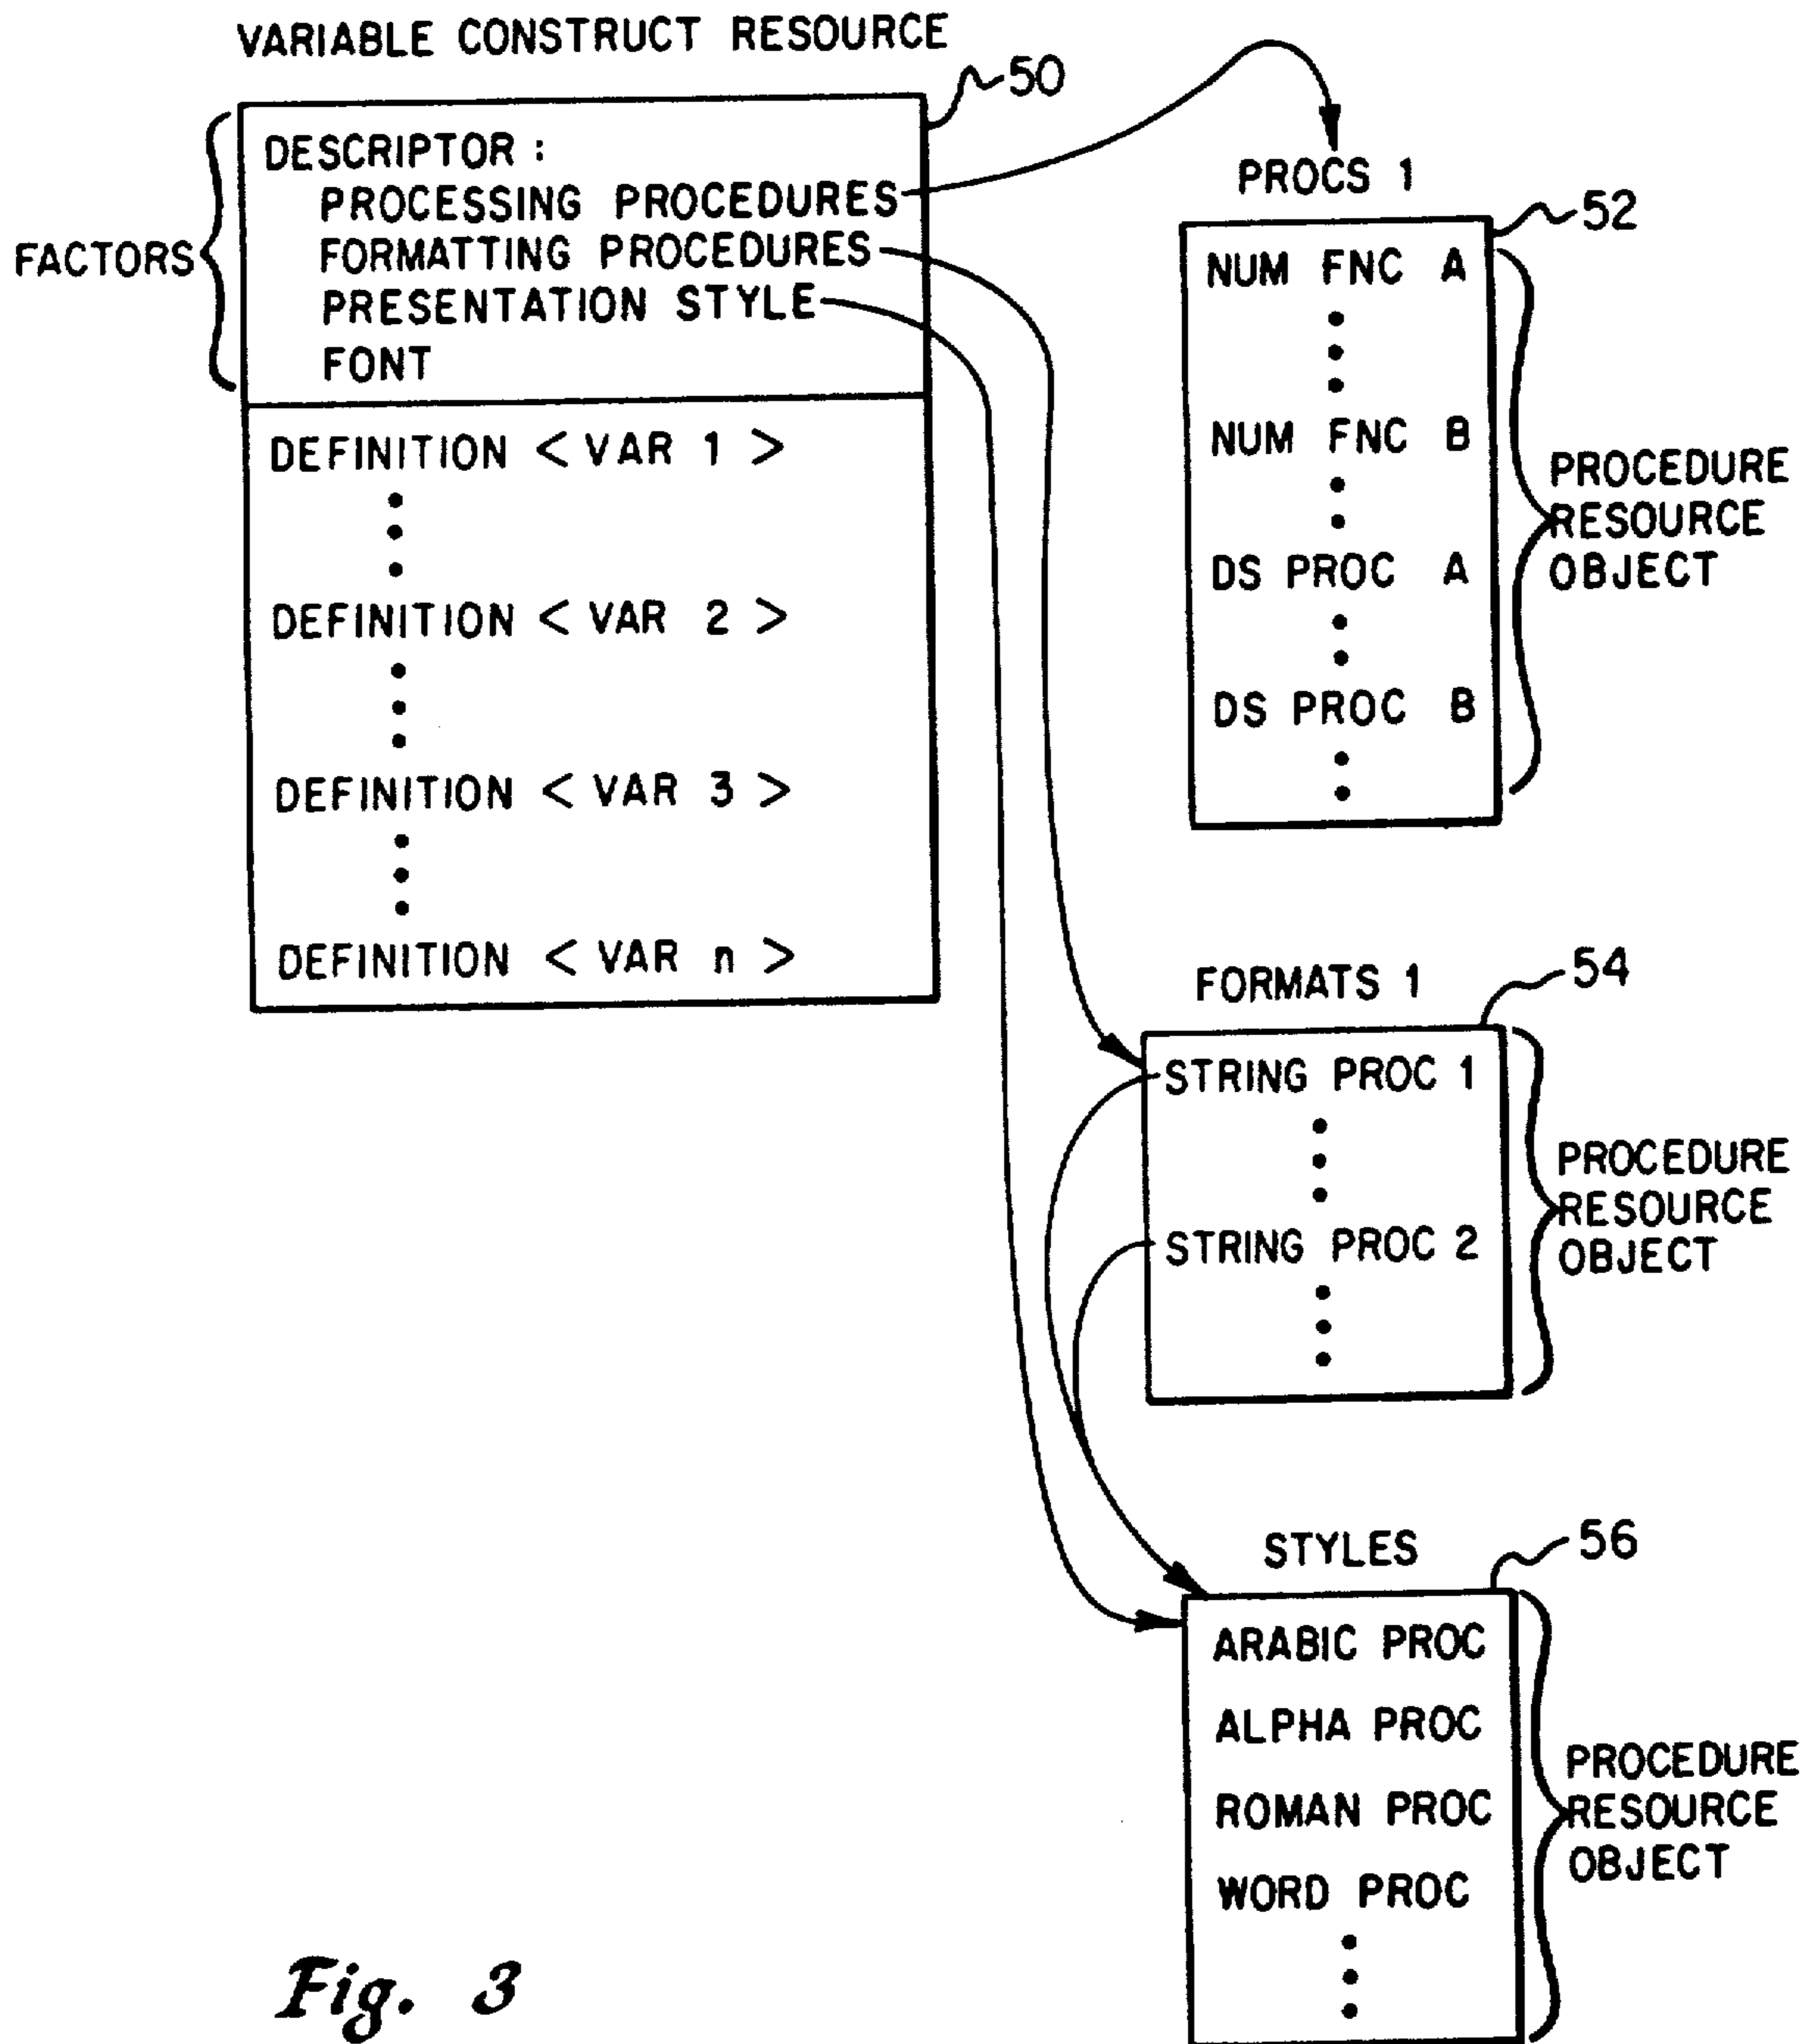 VARIABLE CONSTRUCT RESOURCE
50
FACTORS
DESCRIPTOR :
PROCESSING PROCEDURES
FORMATTING PROCEDURES
PRESENTATION STYLE
FONT
DEFINITION < VAR 1 >
DEFINITION < VAR 2 >
DEFINITION < VAR 3 >
DEFINITION < VAR n >
PROCS 1
52
NUM FNC A
NUM FNC B
DS PROC A
DS PROC B
PROCEDURE
RESOURCE
OBJECT
FORMATS 1
54
STRING PROC 1
STRING PROC 2
PROCEDURE
RESOURCE
OBJECT
STYLES
56
ARABIC PROC
ALPHA PROC
ROMAN PROC
WORD PROC
PROCEDURE
RESOURCE
OBJECT
Fig. 3